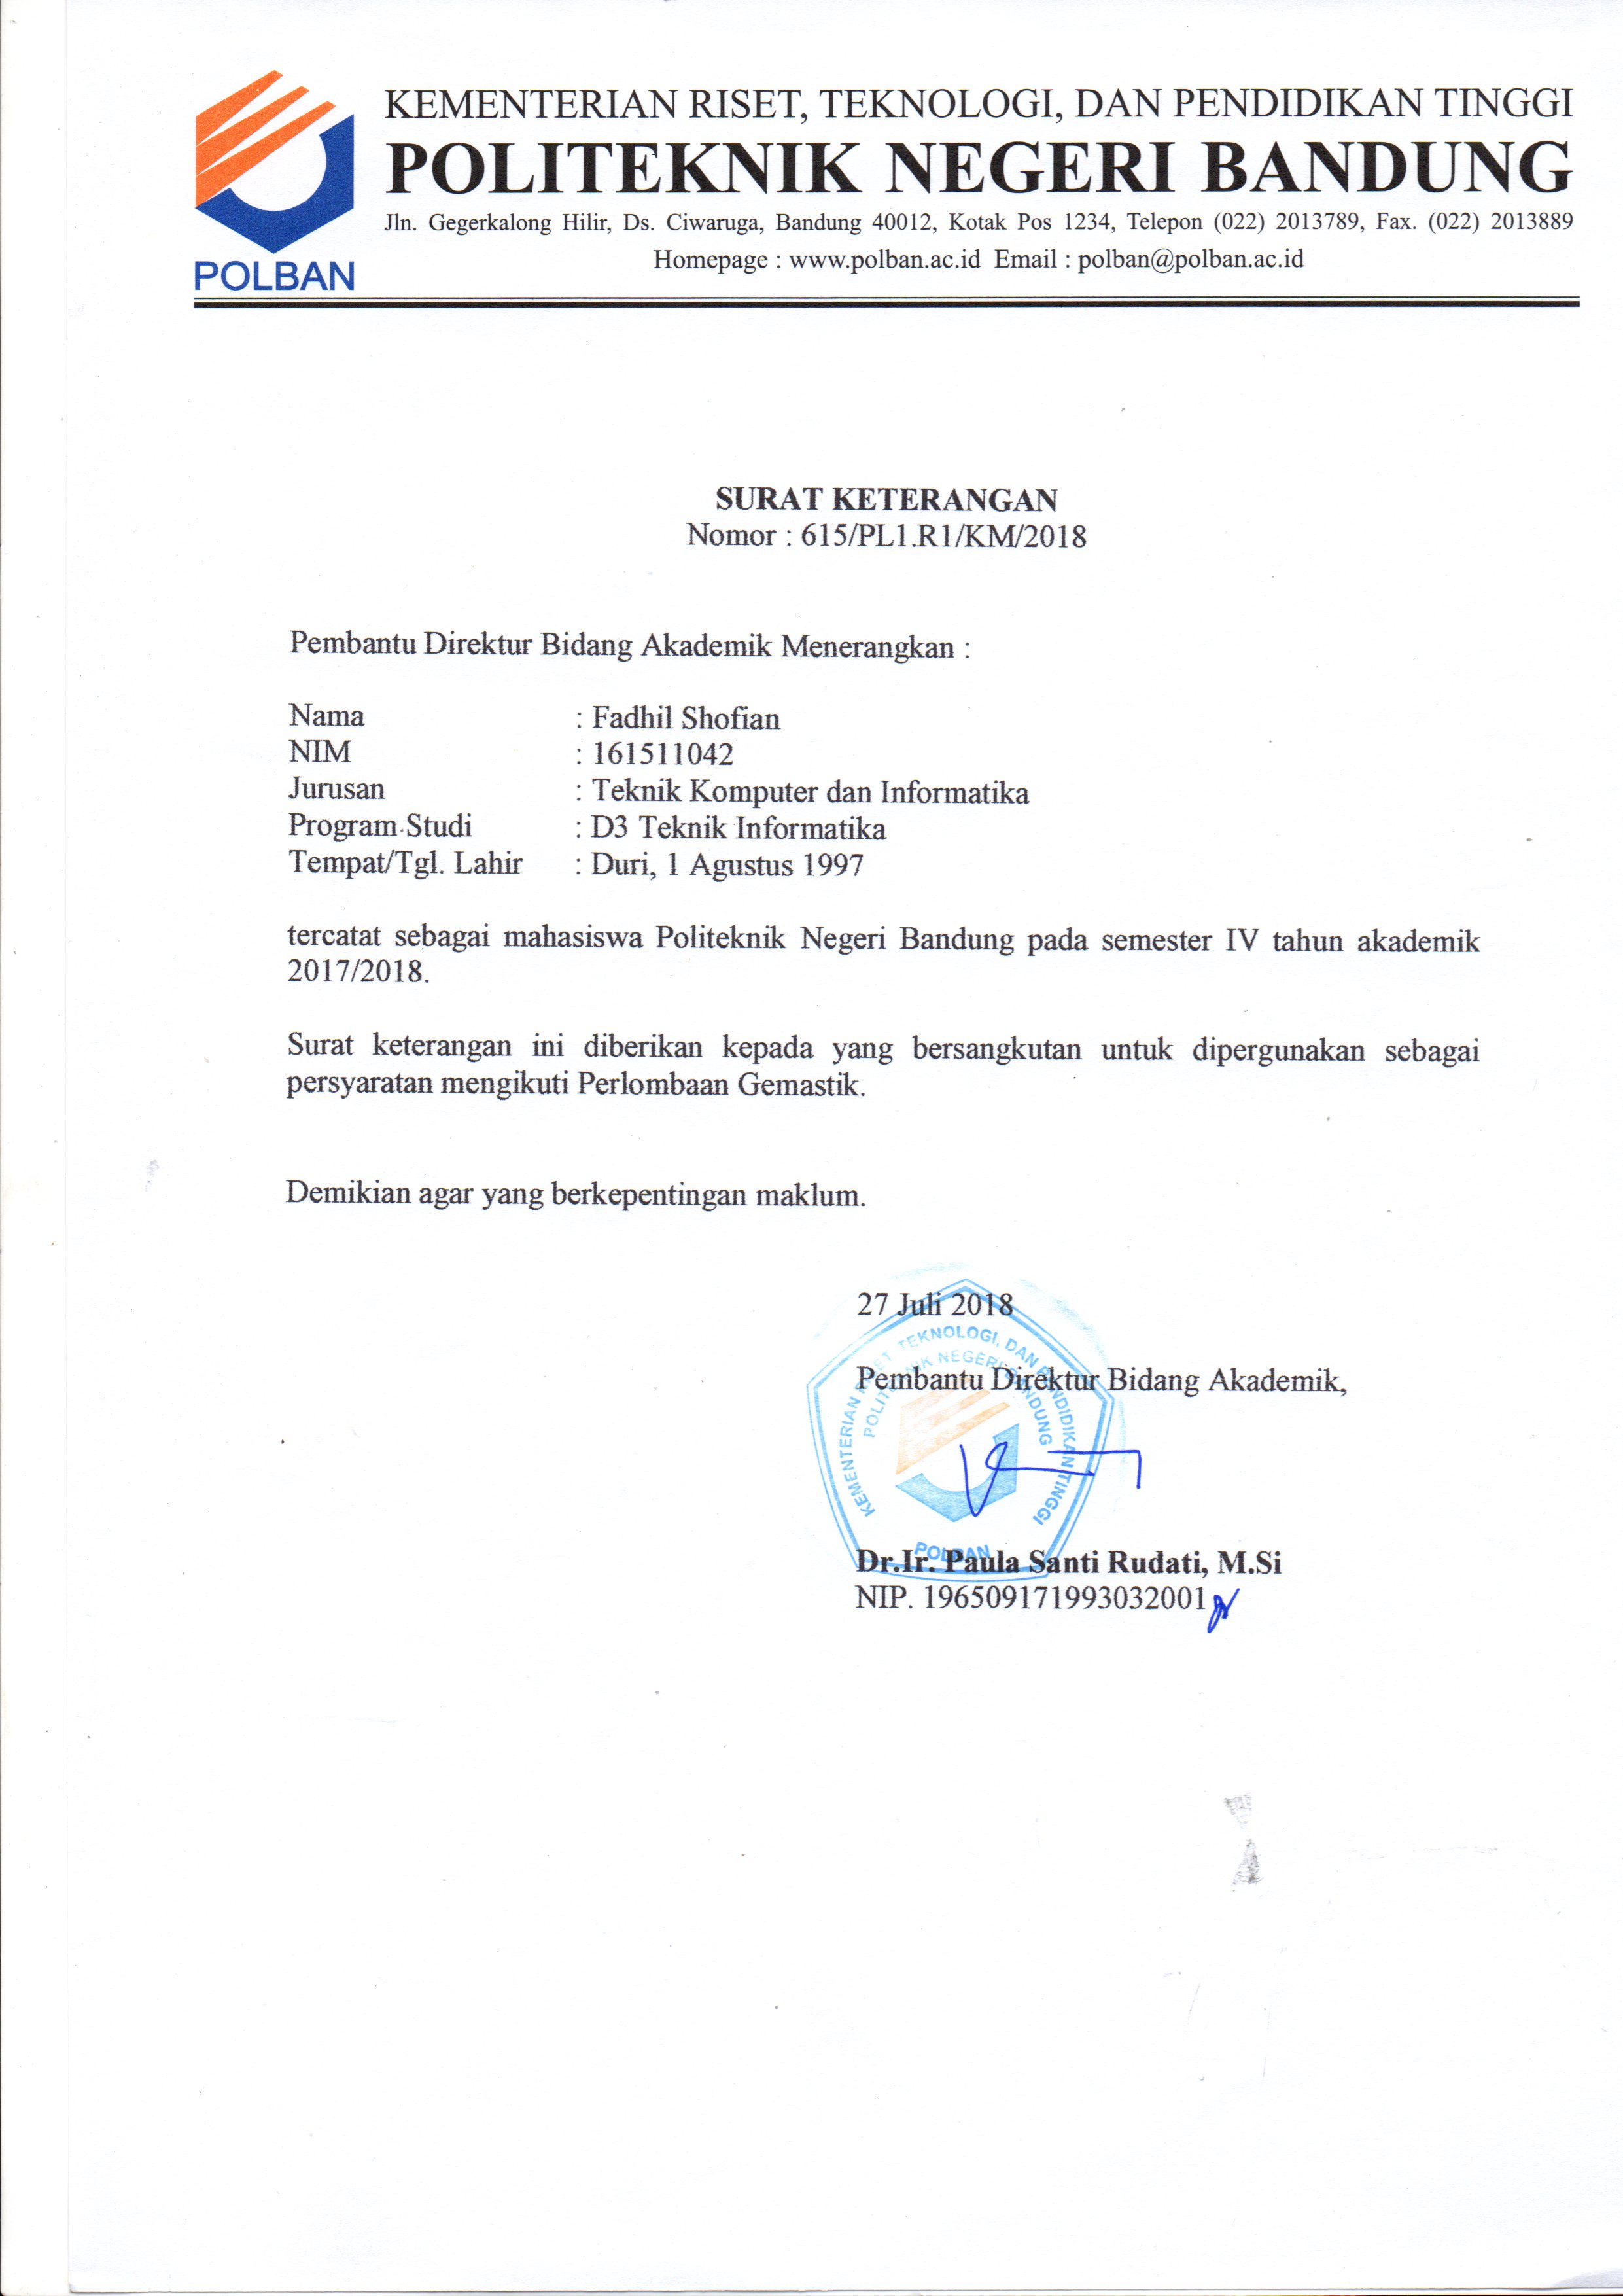 KEMENTERIAN RISET, TEKNOLOGI, DAN PENDIDIKAN TINGGI
POLITEKNIK NEGERI BANDUNG
Jln. Gegerkalong Hilir, Ds. Ciwaruga, Bandung 40012, Kotak Pos 1234, Telepon (022) 2013789, Fax. (022) 2013889
Homepage : www.polban.ac.id Email : polban@polban.ac.id
POLBAN
SURAT KETERANGAN
Nomor : 615/PL1.R1/KM/2018
Pembantu Direktur Bidang Akademik Menerangkan :
Nama : Fadhil Shofian
NIM : 161511042
Jurusan : Teknik Komputer dan Informatika
Program Studi : D3 Teknik Informatika
Tempat/Tgl. Lahir : Duri, 1 Agustus 1997
tercatat sebagai mahasiswa Politeknik Negeri Bandung pada semester IV tahun akademik
2017/2018.
Surat keterangan ini diberikan kepada yang bersangkutan untuk dipergunakan sebagai
persyaratan mengikuti Perlombaan Gemastik.
Demikian agar yang berkepentingan maklum.
27 Juli 2018
Pembantu Direktur Bidang Akademik,
KEMENTERIAN RISET, TEKNOLOGI, DAN PENDIDIKAN TINGGI
POLITEKNIK NEGERI BANDUNG
POLBAN
Dr.Ir. Paula Santi Rudati, M.Si
NIP. 196509171993032001